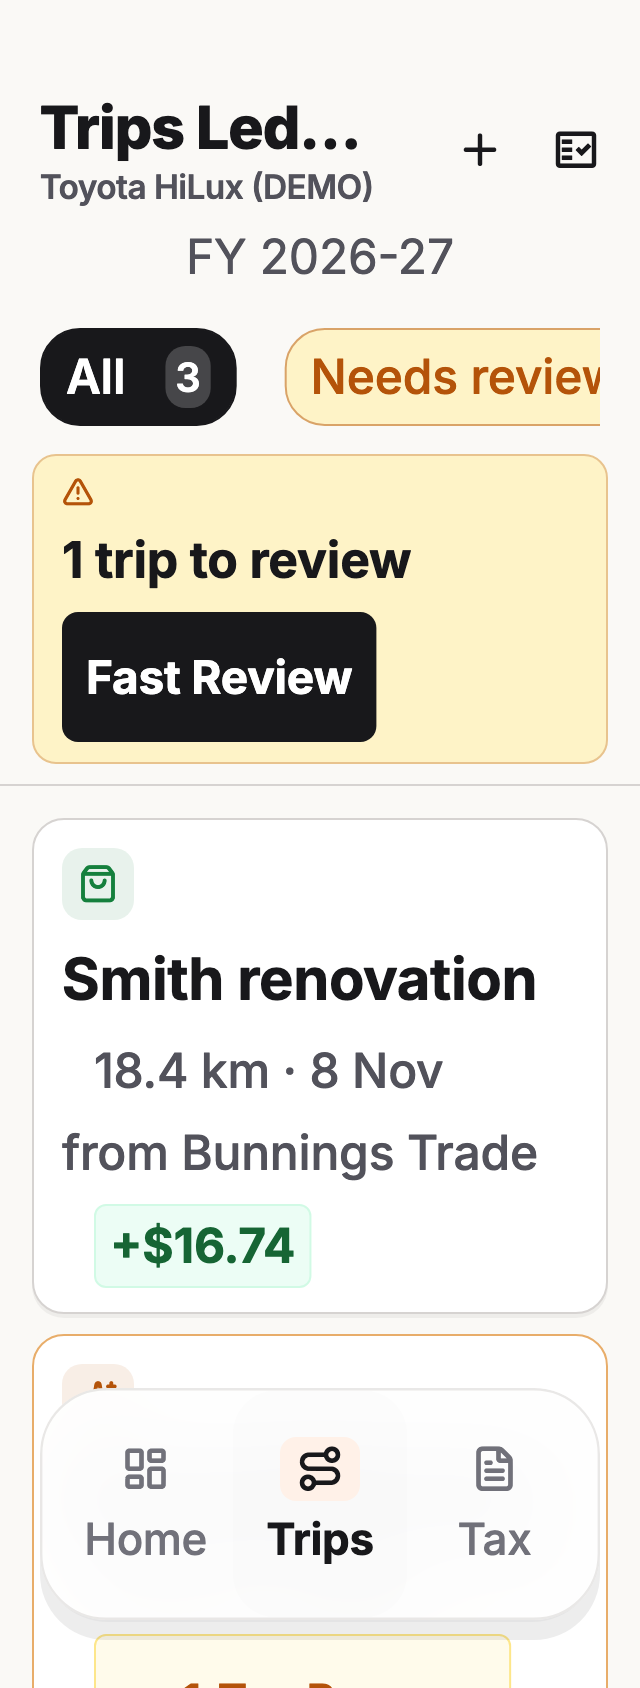 Trips Led...
Toyota HiLux (DEMO)
FY 2026-27
All 3
Needs review
1 trip to review
Fast Review
Smith renovation
18.4 km · 8 Nov
from Bunnings Trade
+$16.74
Home
Trips
Tax